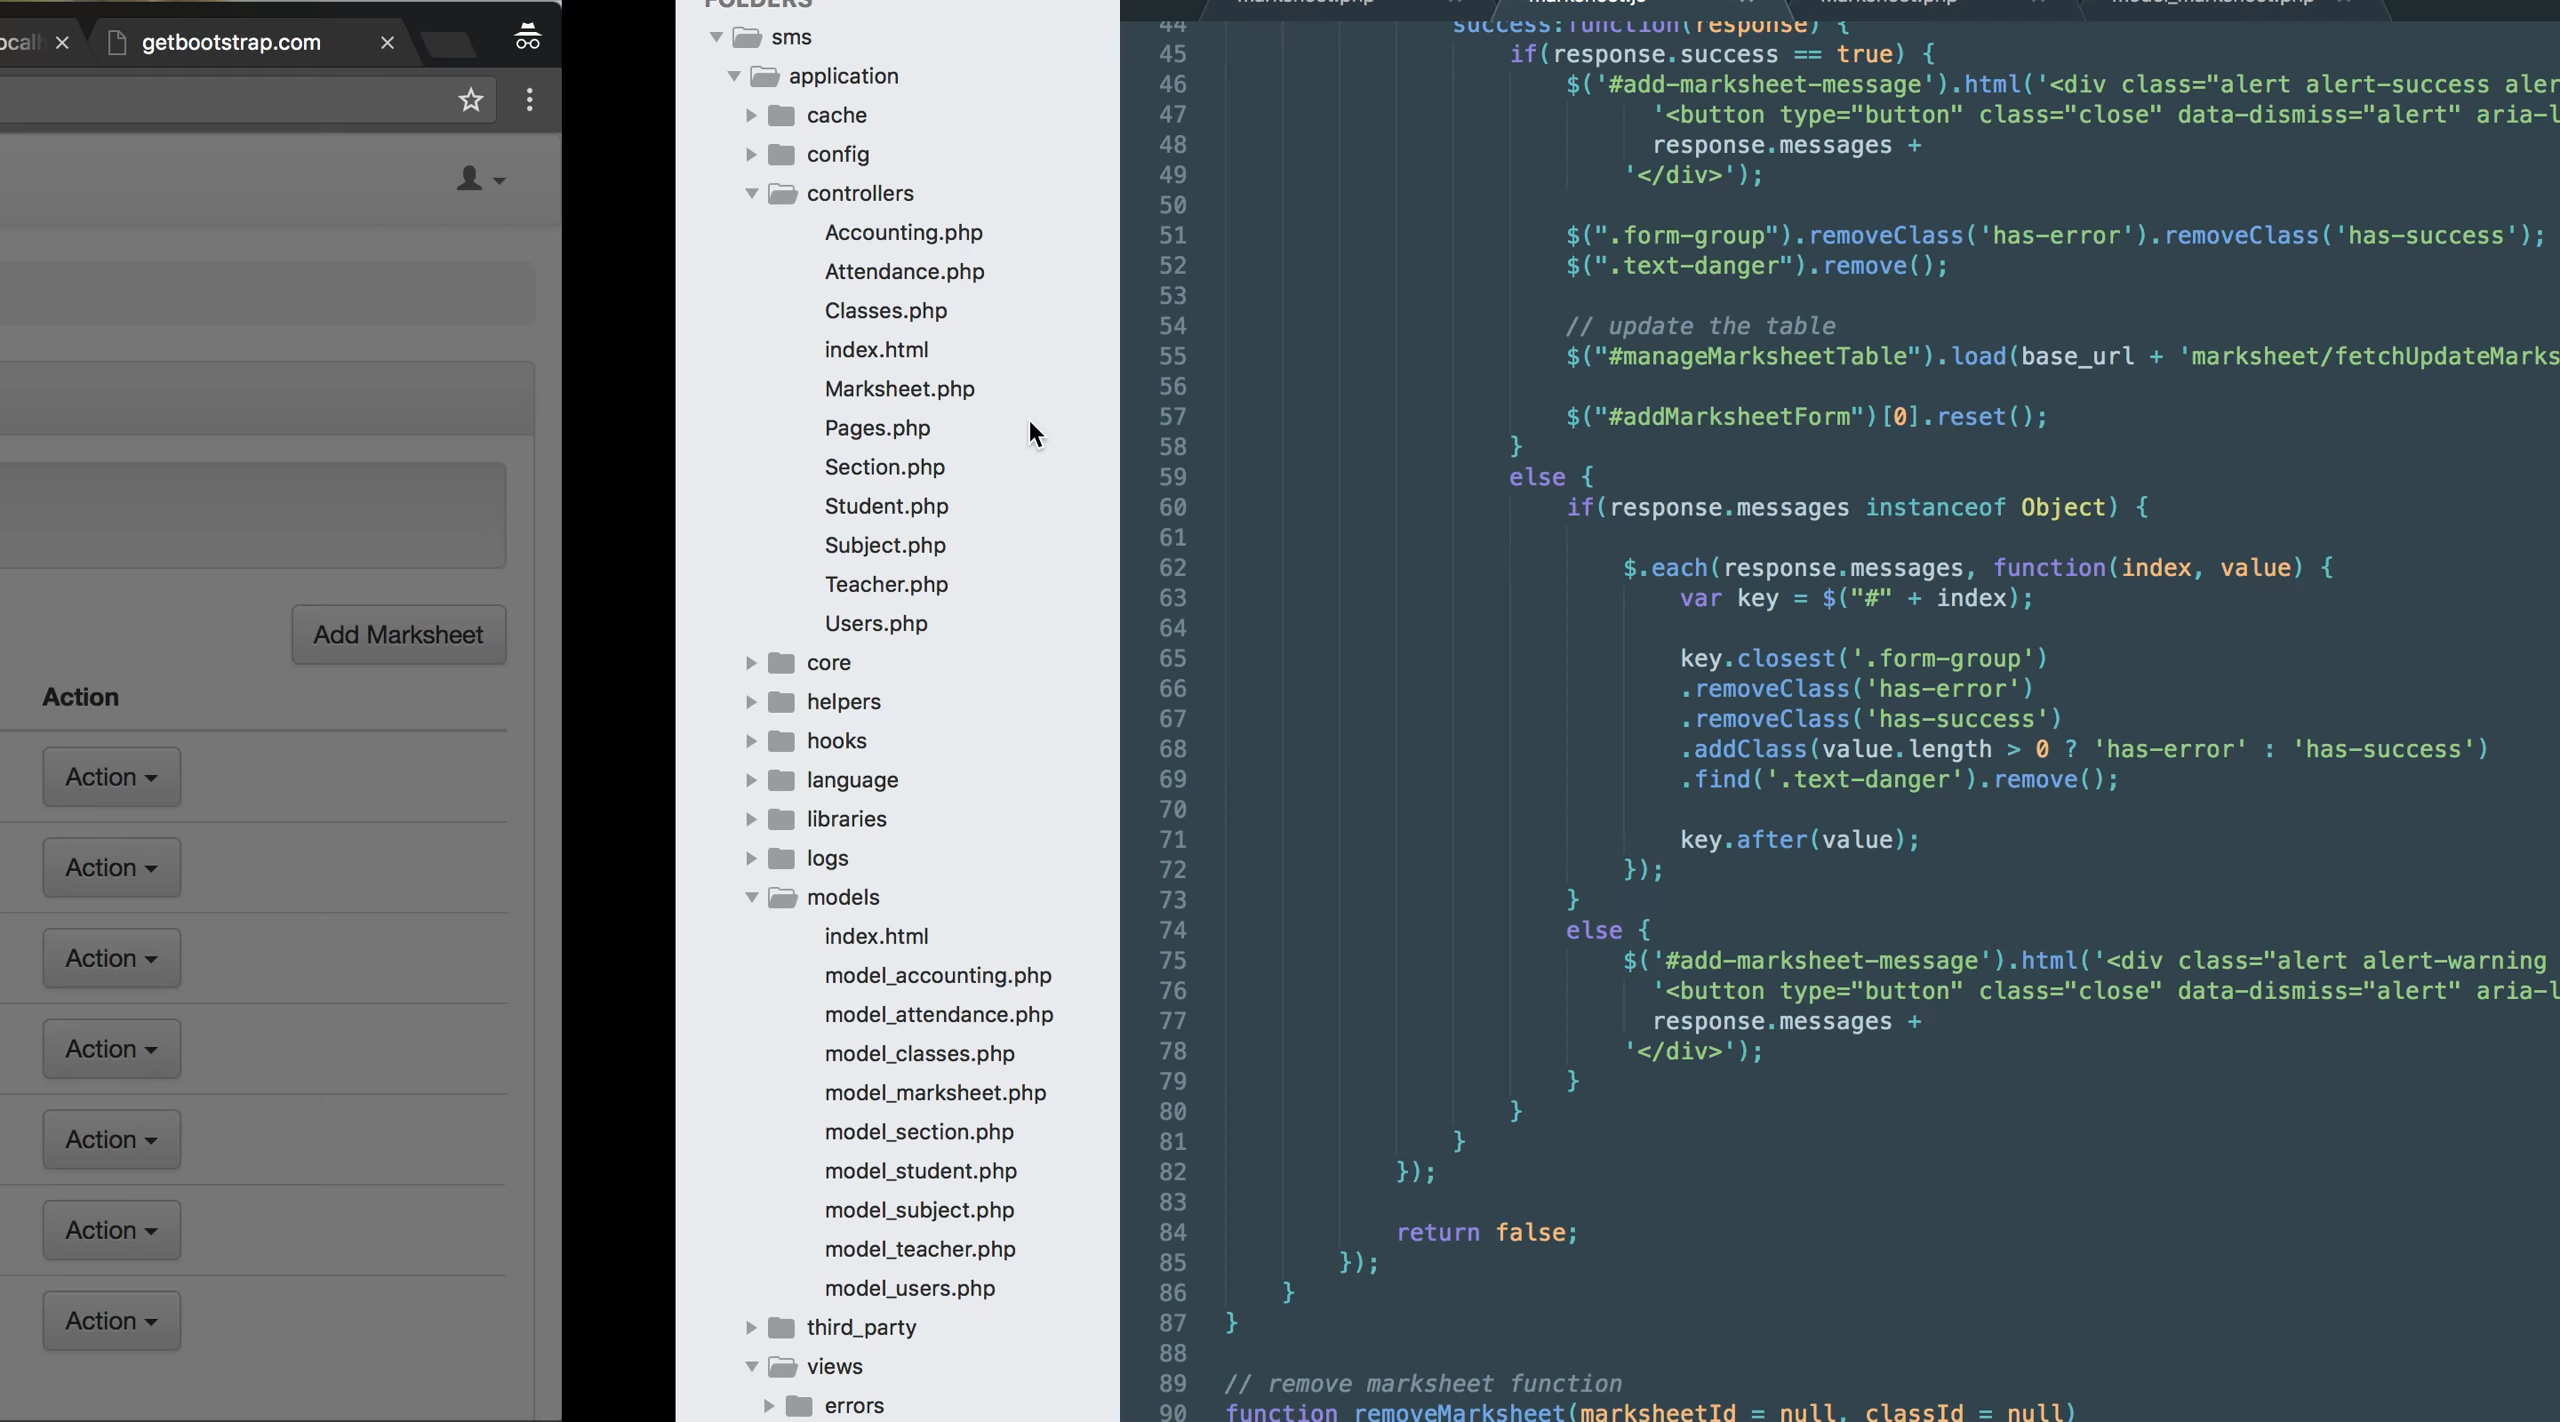 getbootstrap.com
Add Marksheet
Action
Action
Action
Action
Action
Action
Action
Action
FOLDERS
sms
application
cache
config
controllers
Accounting.php
Attendance.php
Classes.php
index.html
Marksheet.php
Pages.php
Section.php
Student.php
Subject.php
Teacher.php
Users.php
core
helpers
hooks
language
libraries
logs
models
index.html
model_accounting.php
model_attendance.php
model_classes.php
model_marksheet.php
model_section.php
model_student.php
model_subject.php
model_teacher.php
model_users.php
third_party
views
errors
44 success:function(response) {
45 if(response.success == true) {
46 $('#add-marksheet-message').html('<div class="alert alert-success aler
47 '<button type="button" class="close" data-dismiss="alert" aria-l
48 response.messages +
49 '</div>');
50
51 $(".form-group").removeClass('has-error').removeClass('has-success');
52 $(".text-danger").remove();
53
54 // update the table
55 $("#manageMarksheetTable").load(base_url + 'marksheet/fetchUpdateMarks
56
57 $("#addMarksheetForm")[0].reset();
58 }
59 else {
60 if(response.messages instanceof Object) {
61
62 $.each(response.messages, function(index, value) {
63 var key = $("#" + index);
64
65 key.closest('.form-group')
66 .removeClass('has-error')
67 .removeClass('has-success')
68 .addClass(value.length > 0 ? 'has-error' : 'has-success')
69 .find('.text-danger').remove();
70
71 key.after(value);
72 });
73 }
74 else {
75 $('#add-marksheet-message').html('<div class="alert alert-warning
76 '<button type="button" class="close" data-dismiss="alert" aria-l
77 response.messages +
78 '</div>');
79 }
80 }
81 }
82 });
83
84 return false;
85 });
86 }
87 }
88
89 // remove marksheet function
90 function removeMarksheet(marksheetId = null, classId = null)